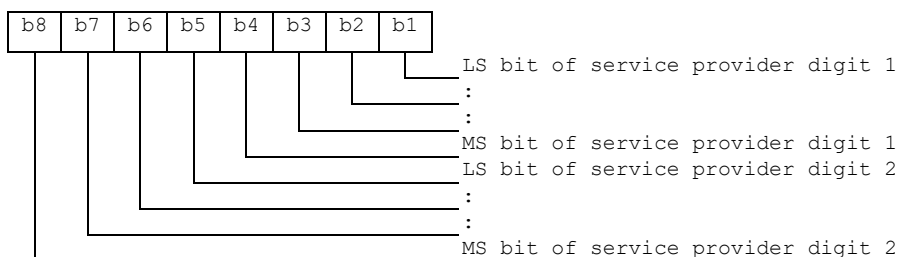 b8 b7 b6 b5 b4 b3 b2 b1
LS bit of service provider digit 1
:
:
MS bit of service provider digit 1
LS bit of service provider digit 2
:
:
MS bit of service provider digit 2